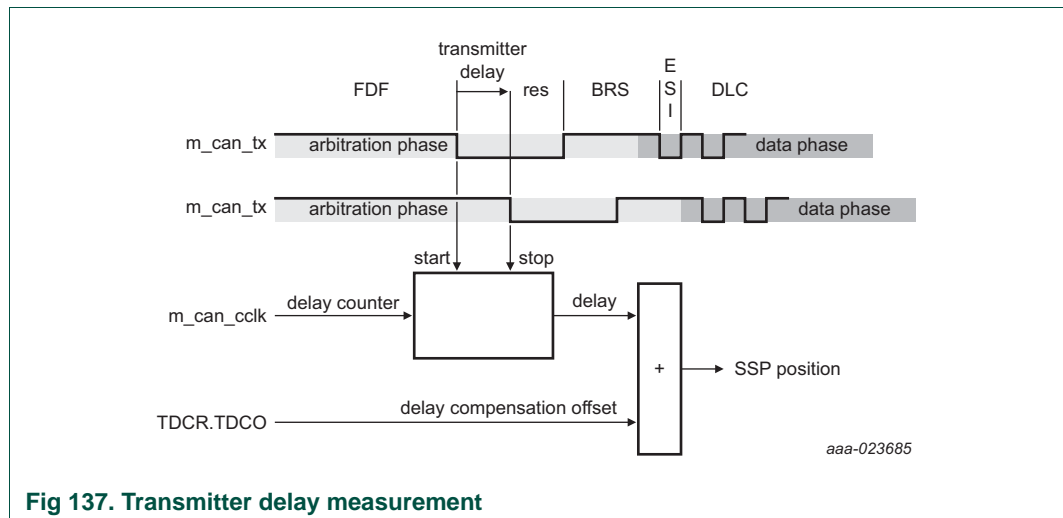 transmitter
delay
FDF
res
BRS
E
S
I
DLC
m_can_tx
arbitration phase
data phase
m_can_tx
arbitration phase
data phase
start
stop
m_can_cclk
delay counter
delay
+
SSP position
TDCR.TDCO
delay compensation offset
aaa-023685
Fig 137. Transmitter delay measurement